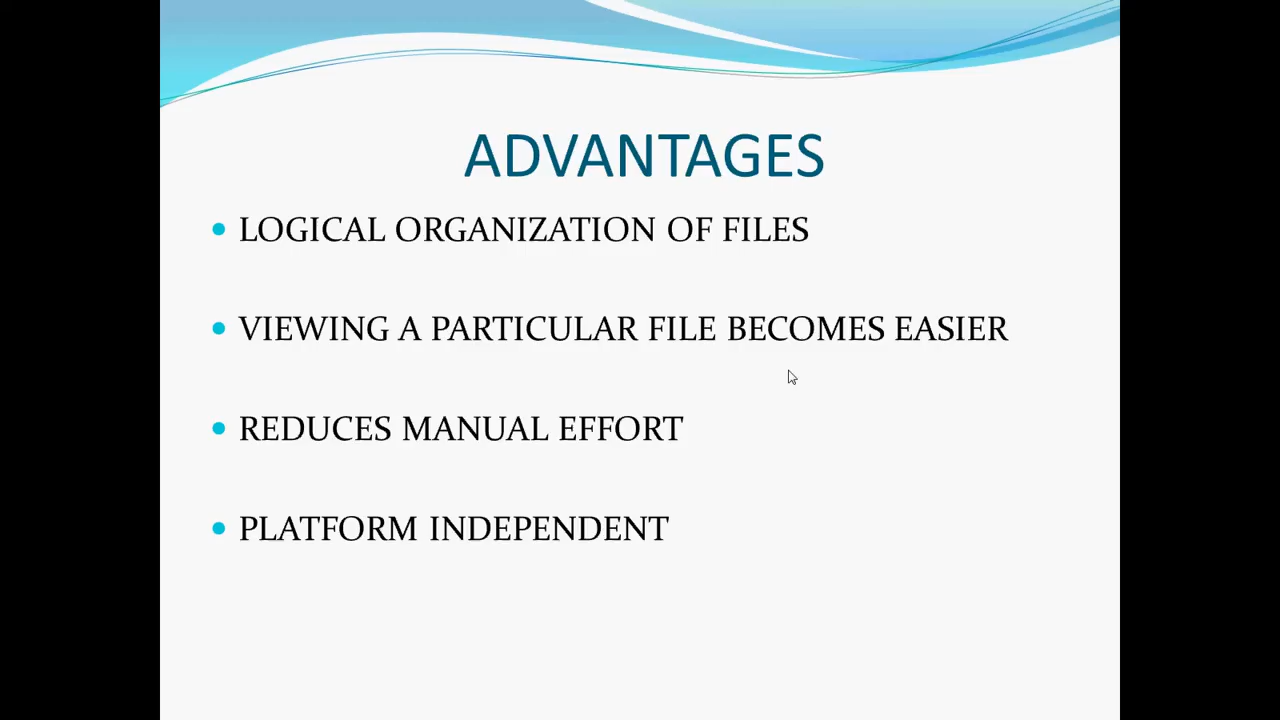 ADVANTAGES
• LOGICAL ORGANIZATION OF FILES
• VIEWING A PARTICULAR FILE BECOMES EASIER
• REDUCES MANUAL EFFORT
• PLATFORM INDEPENDENT